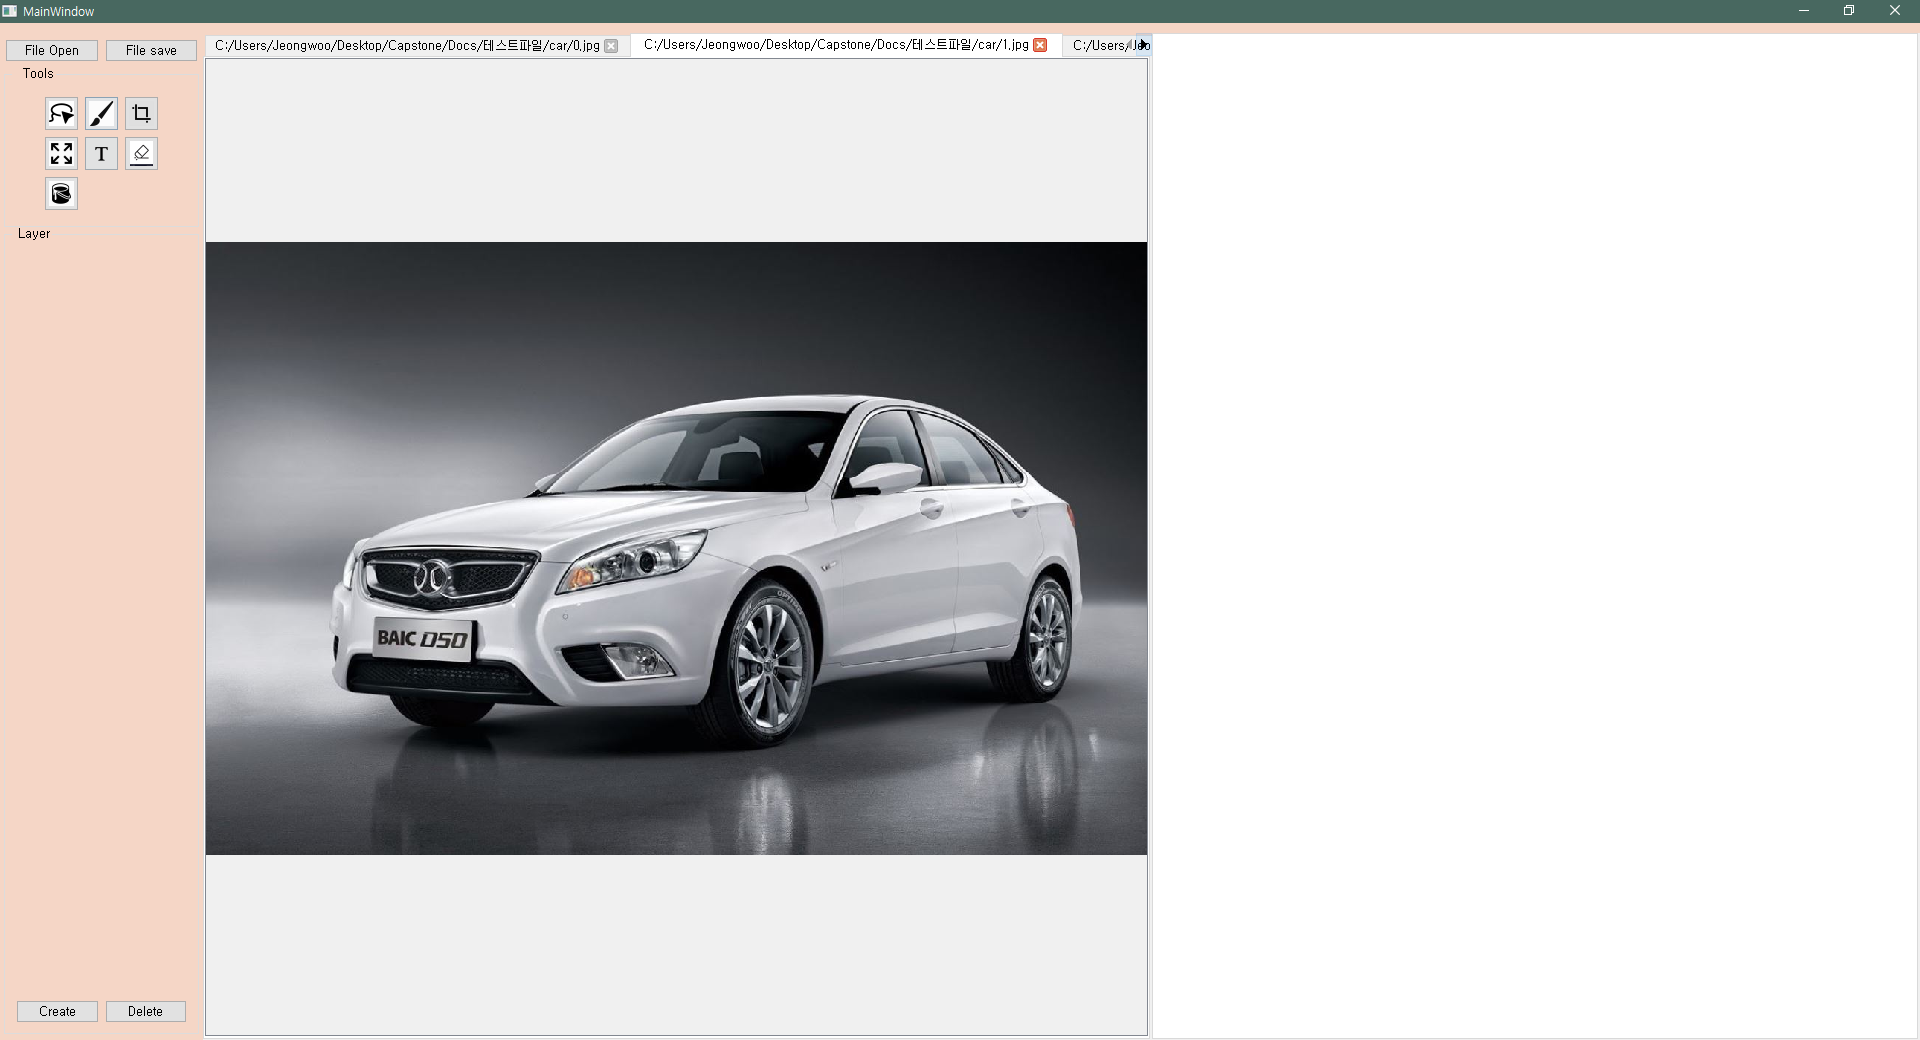 MainWindow
File Open File save
C:/Users/Jeongwoo/Desktop/Capstone/Docs/테스트파일/car/0.jpg C:/Users/Jeongwoo/Desktop/Capstone/Docs/테스트파일/car/1.jpg C:/Users/Jeo
Tools
T
Layer
BAIC D50
Create Delete